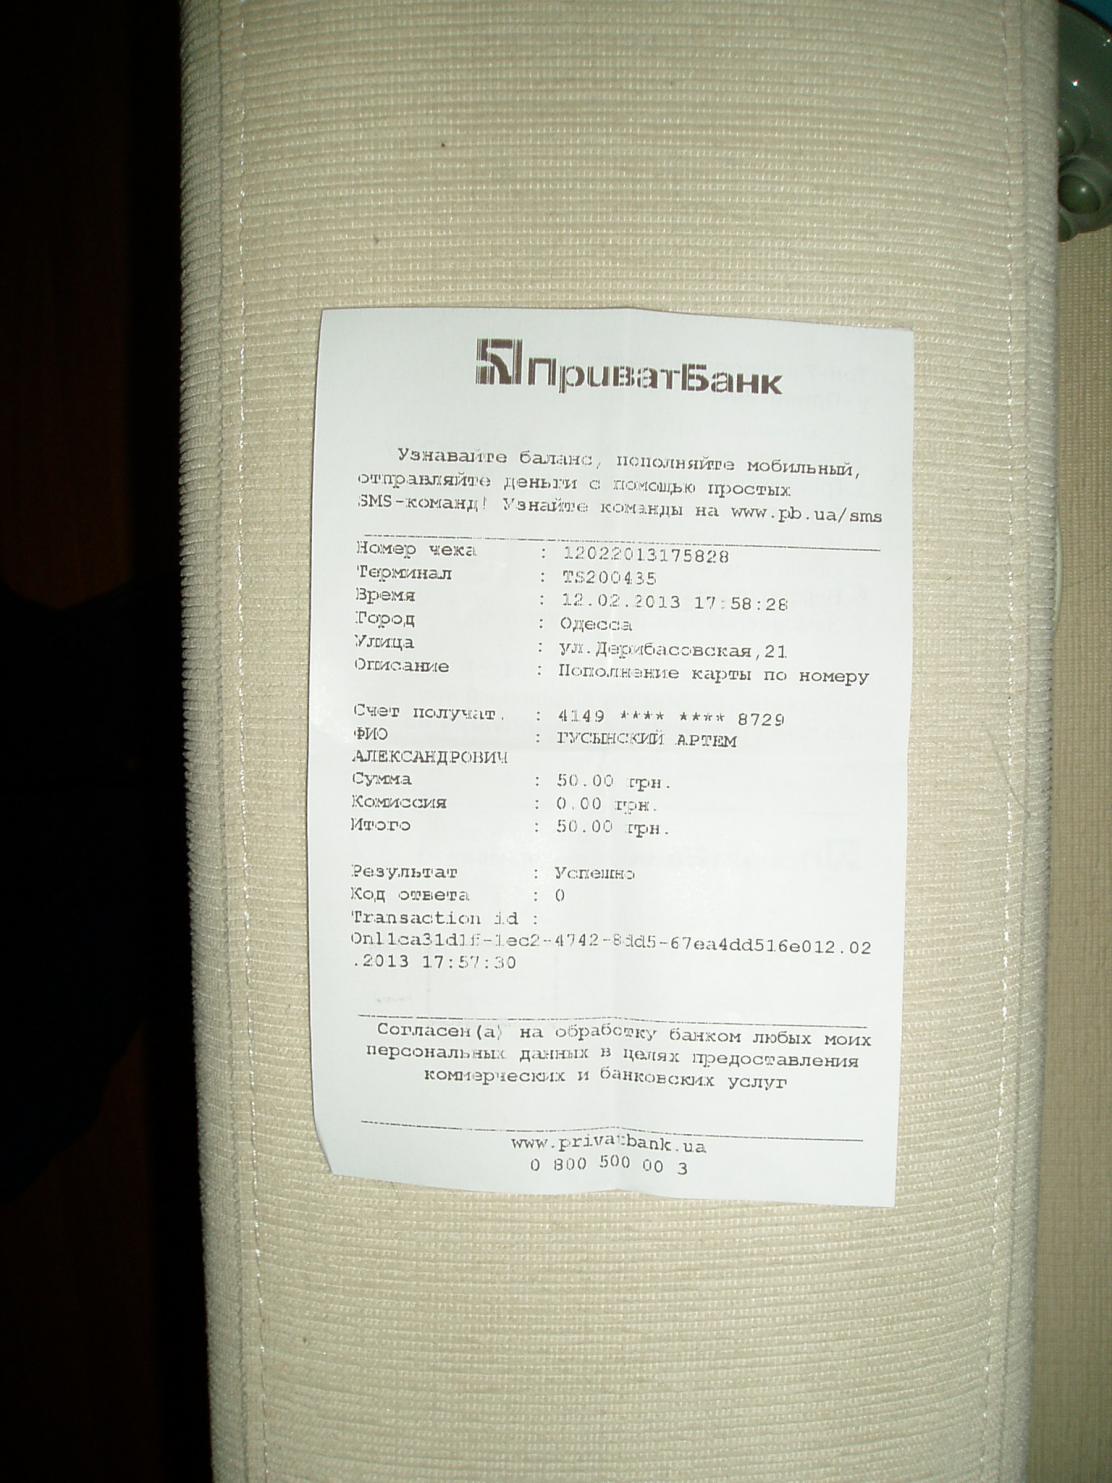 ПриватБанк
Узнавайте баланс, пополняйте мобильный,
отправляйте деньги с помощью простых
SMS-команд! Узнайте команды на www.pb.ua/sms
Номер чека : 12022013175828
Терминал : TS200435
Время : 12.02.2013 17:58:28
Город : Одесса
Улица : ул.Дерибасовская,21
Описание : Пополнение карты по номеру
Счет получат. : 4149 **** **** 8729
ФИО : ГУСЫНСКИЙ АРТЕМ
АЛЕКСАНДРОВИЧ
Сумма : 50.00 грн.
Комиссия : 0.00 грн.
Итого : 50.00 грн.
Результат : Успешно
Код ответа : 0
Transaction id :
0n11ca31d1f-1ec2-4742-8dd5-67ea4dd516e012.02
.2013 17:57:30
Согласен(а) на обработку банком любых моих
персональных данных в целях предоставления
коммерческих и банковских услуг
www.privatbank.ua
0 800 500 00 3